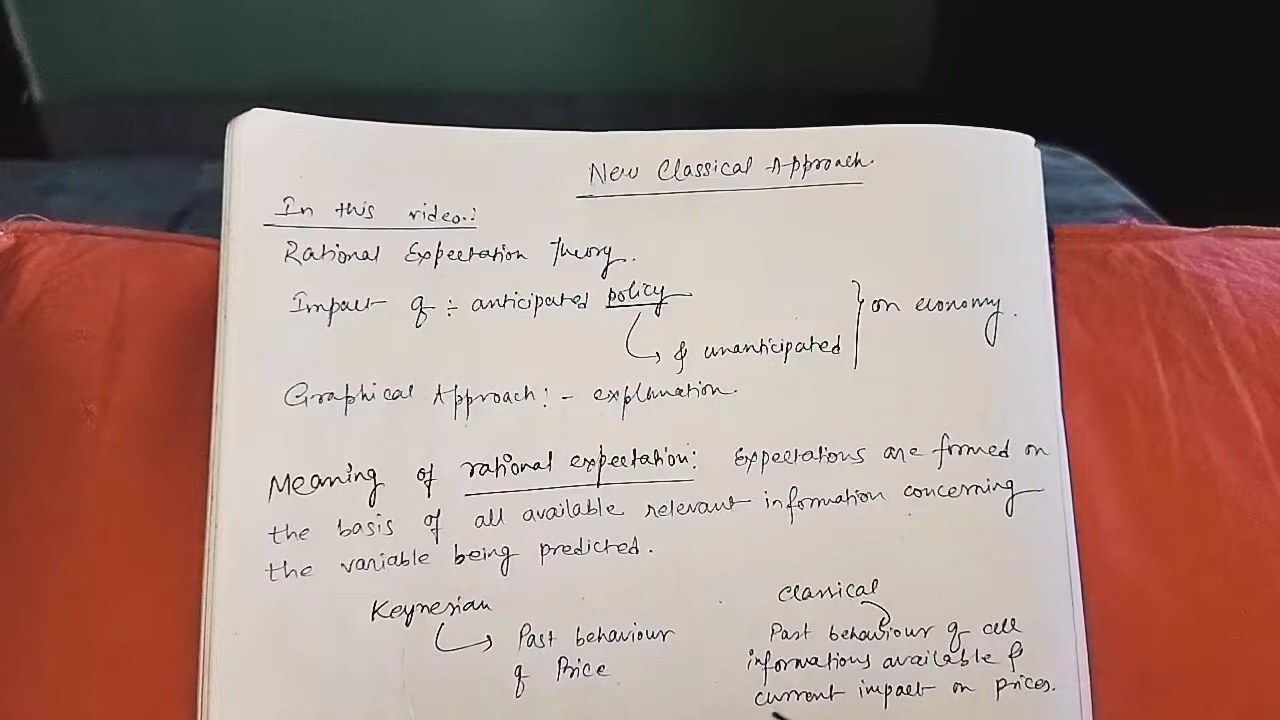 New Classical Approach.
In this video:
Rational Expectation Theory.
Impact of :- anticipated policy
& unanticipated } on economy.
Graphical Approach:- explanation.
Meaning of rational expectation: Expectations are formed on
the basis of all available relevant information concerning
the variable being predicted.
Keynesian
Past behaviour
of Price
Classical
Past behaviour of all
informations available &
current impact on prices.